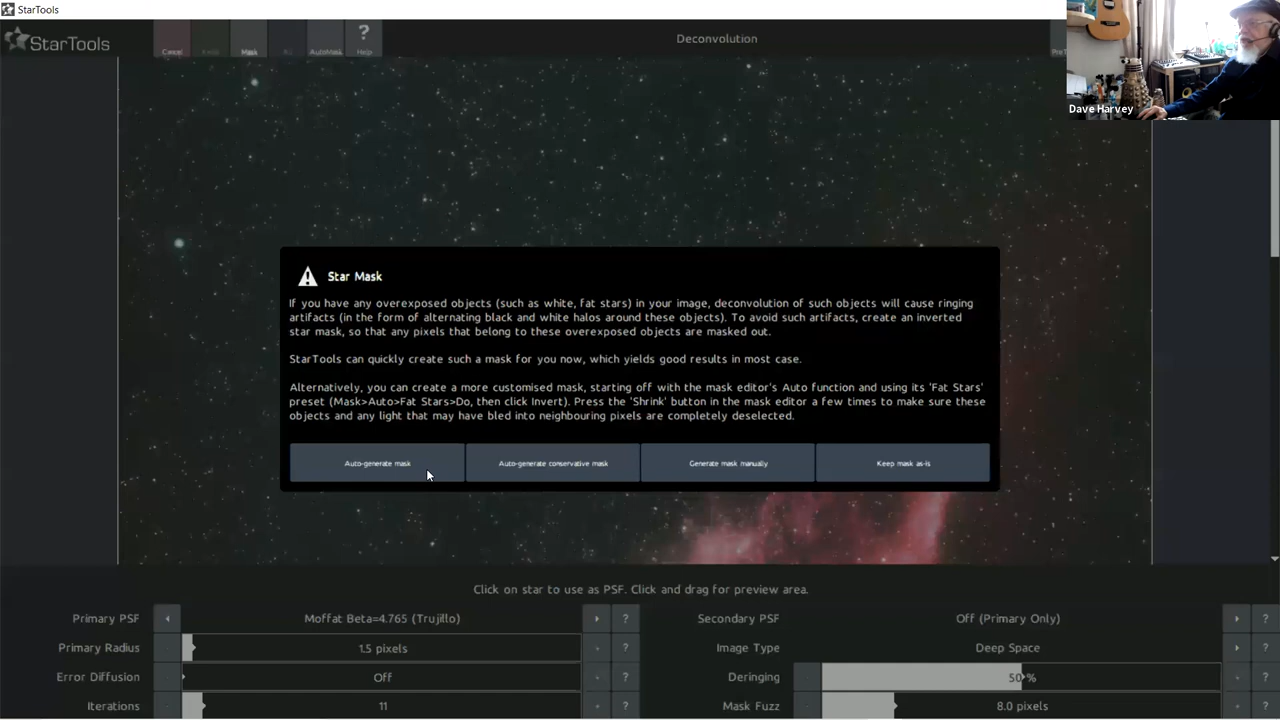 StarTools
StarTools
Cancel
Keep
Mask
AutoMask
Help
Deconvolution
Dave Harvey
Star Mask
If you have any overexposed objects (such as white, fat stars) in your image, deconvolution of such objects will cause ringing
artifacts (in the form of alternating black and white halos around these objects). To avoid such artifacts, create an inverted
star mask, so that any pixels that belong to these overexposed objects are masked out.
StarTools can quickly create such a mask for you now, which yields good results in most case.
Alternatively, you can create a more customised mask, starting off with the mask editor's Auto function and using its 'Fat Stars'
preset (Mask>Auto>Fat Stars>Do, then click Invert). Press the 'Shrink' button in the mask editor a few times to make sure these
objects and any light that may have bled into neighbouring pixels are completely deselected.
Auto-generate mask
Auto-generate conservative mask
Generate mask manually
Keep mask as-is
Click on star to use as PSF. Click and drag for preview area.
Primary PSF
Moffat Beta=4.765 (Trujillo)
?
Secondary PSF
Off (Primary Only)
?
Primary Radius
1.5 pixels
?
Image Type
Deep Space
?
Error Diffusion
Off
?
Deringing
50 %
?
Iterations
11
?
Mask Fuzz
8.0 pixels
?